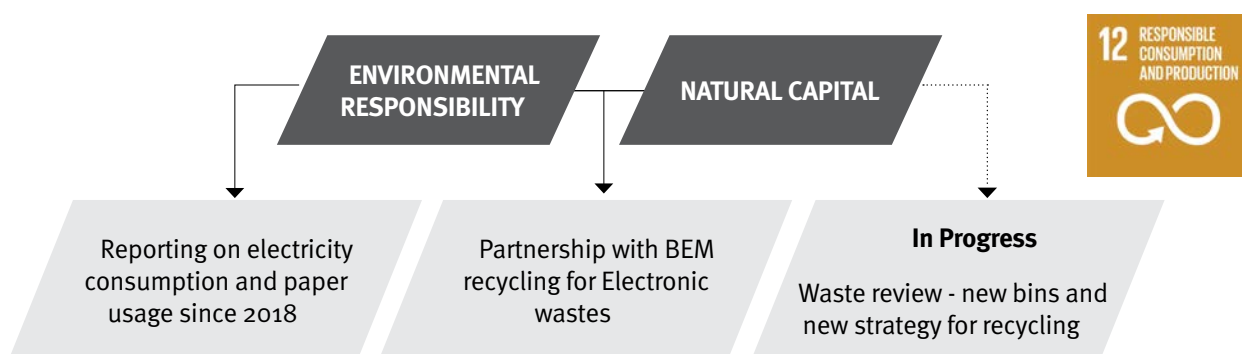 ENVIRONMENTAL
RESPONSIBILITY
NATURAL CAPITAL
12 RESPONSIBLE
CONSUMPTION
AND PRODUCTION
Reporting on electricity
consumption and paper
usage since 2018
Partnership with BEM
recycling for Electronic
wastes
In Progress
Waste review - new bins and
new strategy for recycling